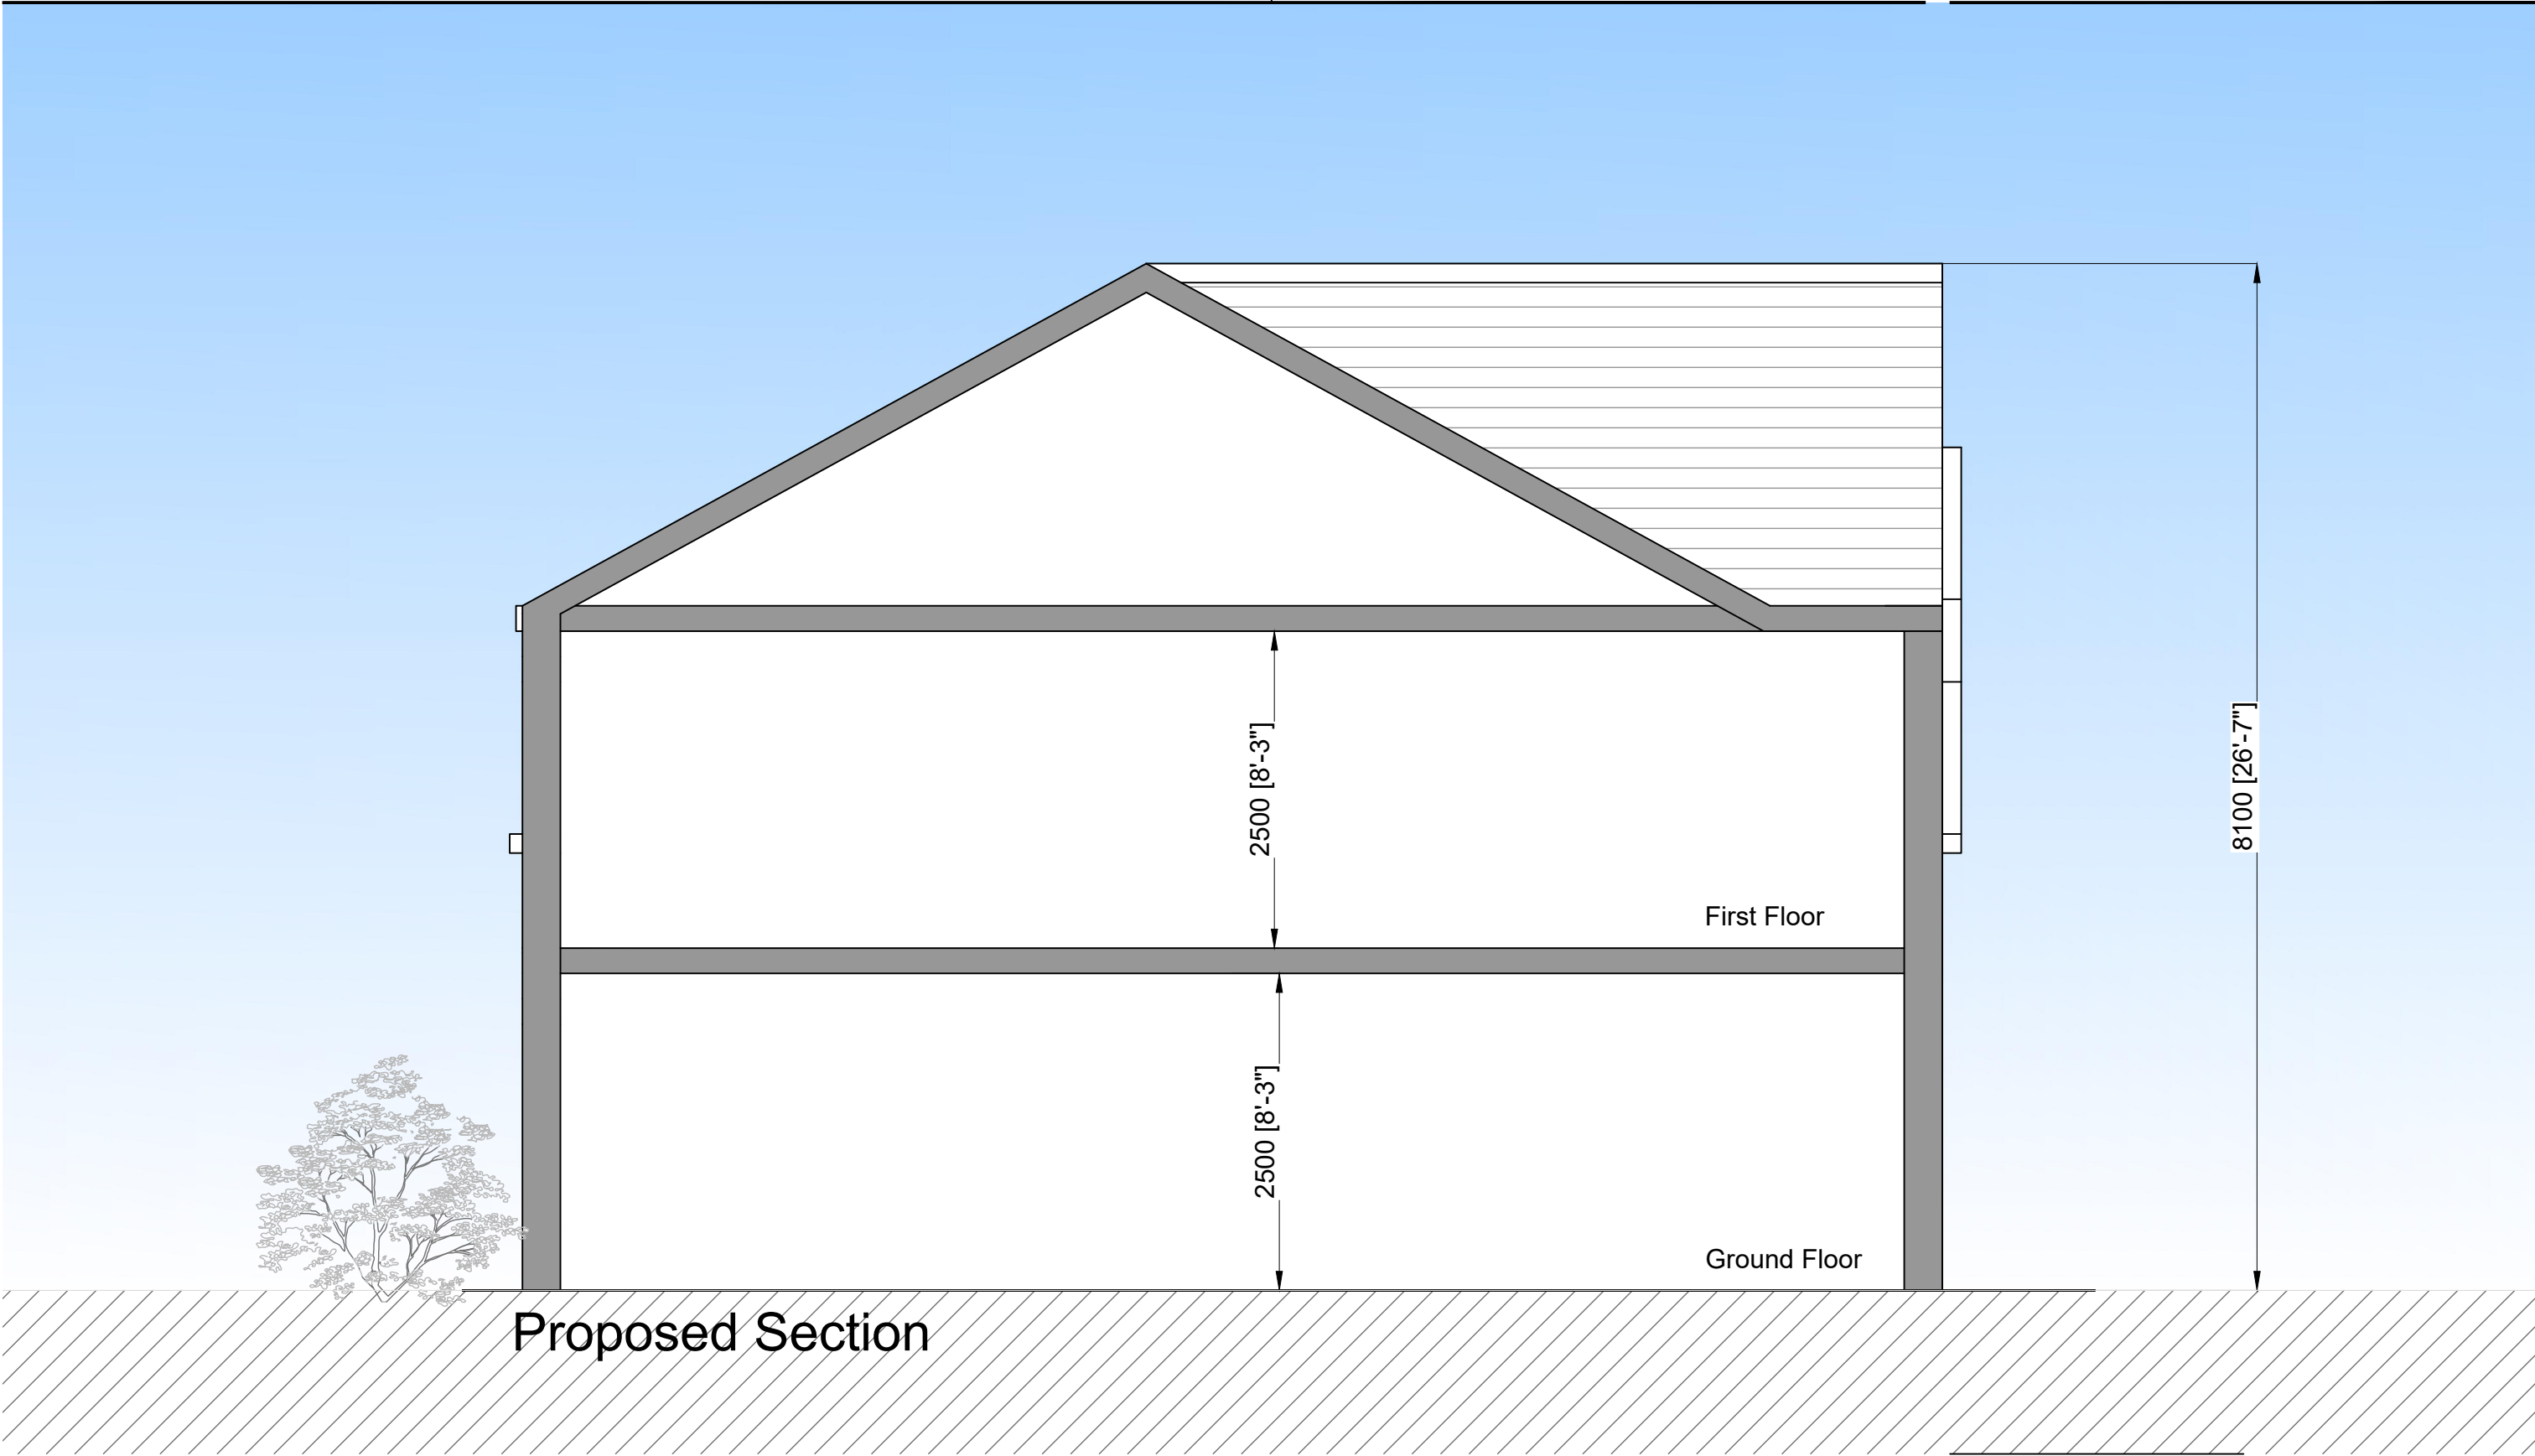 2500 [8'-3"]
8100 [26'-7"]
First Floor
2500 [8'-3"]
Ground Floor
Proposed Section